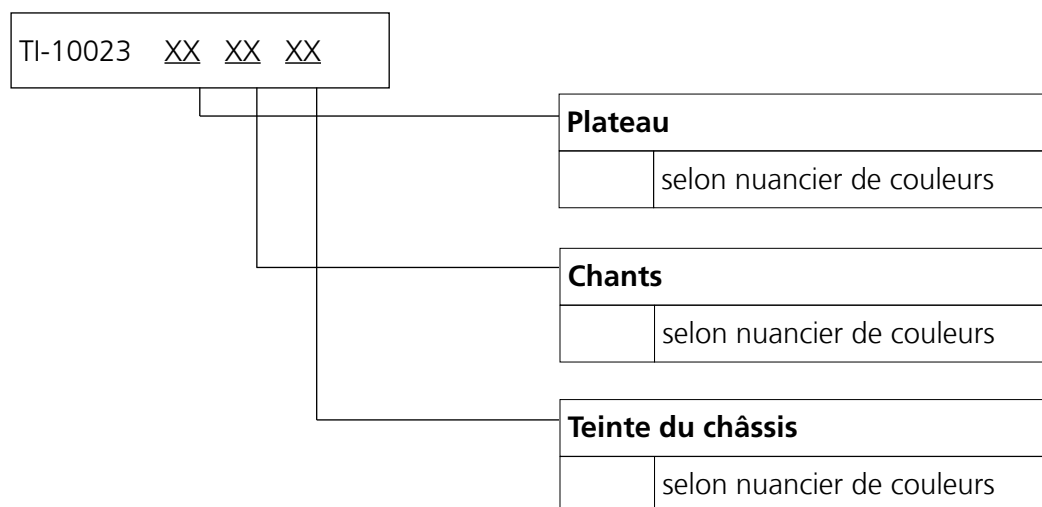 TI-10023 XX XX XX
Plateau
selon nuancier de couleurs
Chants
selon nuancier de couleurs
Teinte du châssis
selon nuancier de couleurs